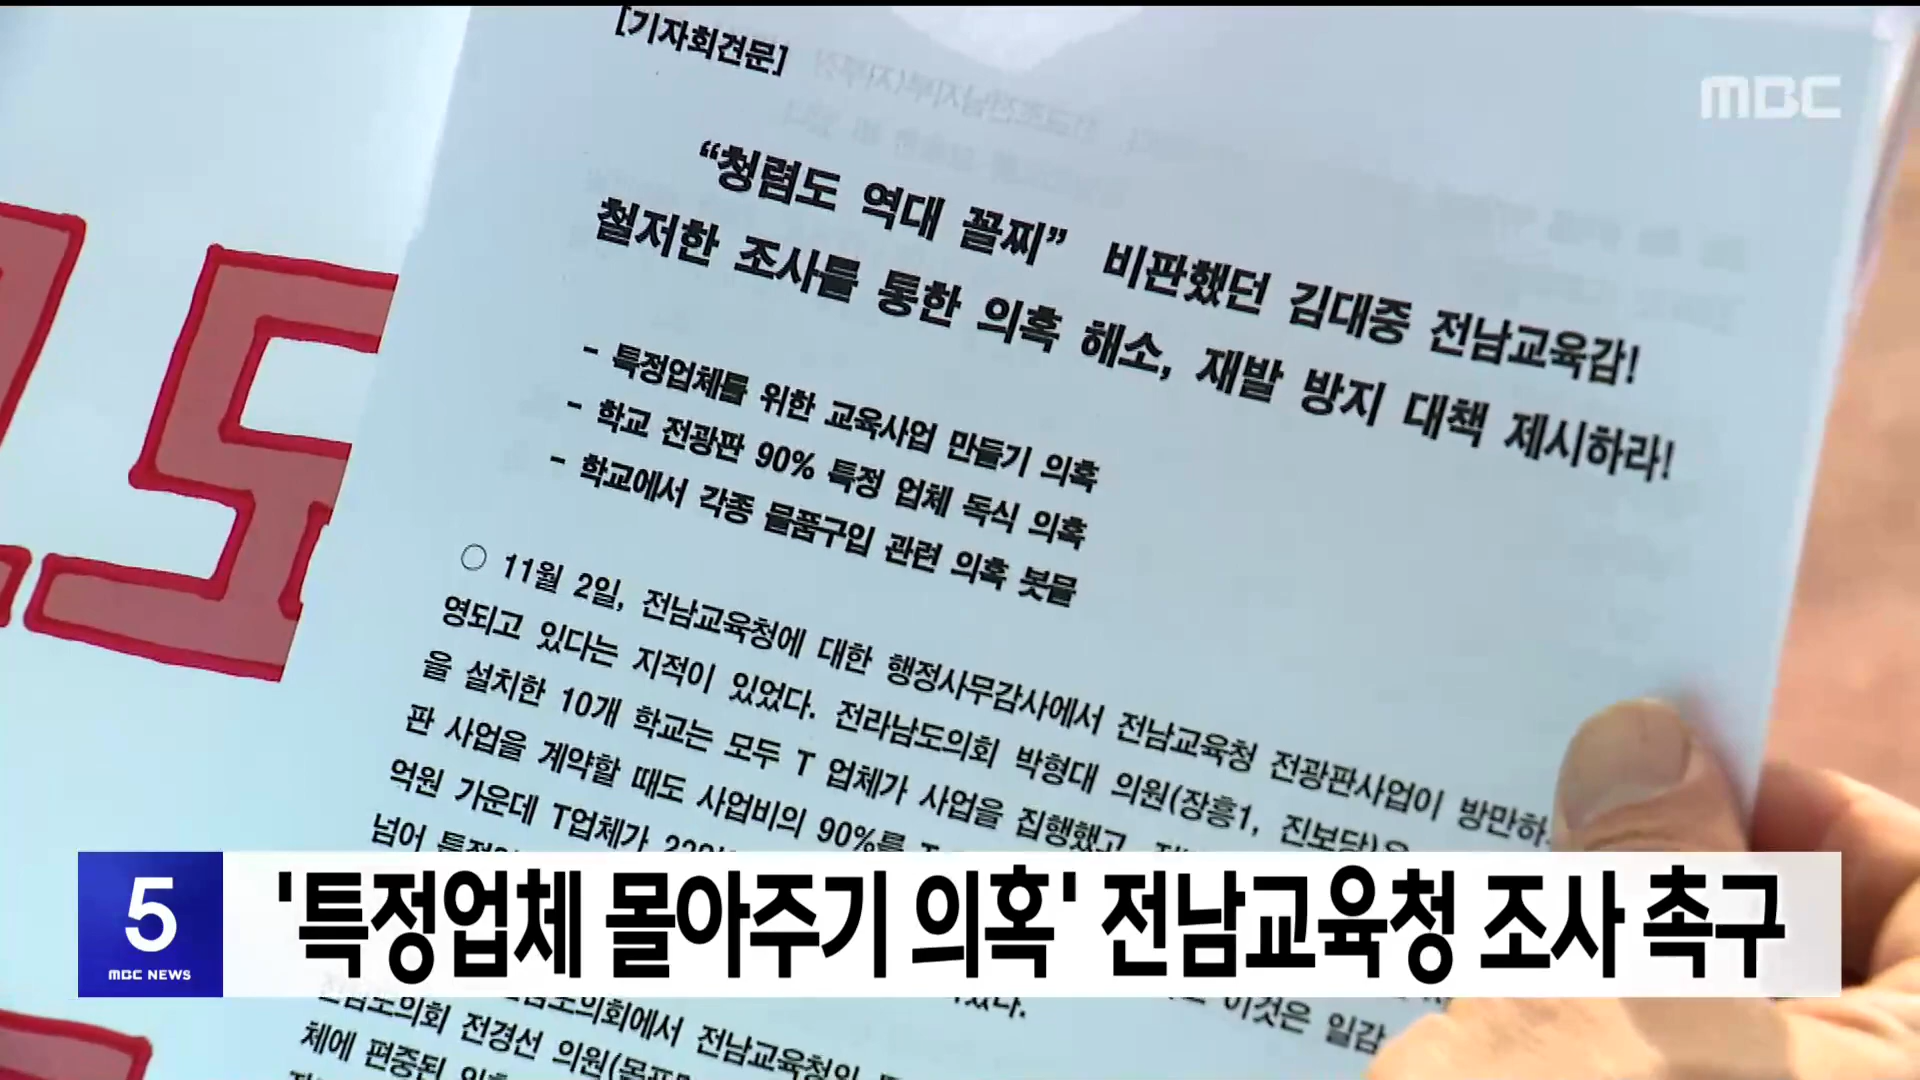 [기자회견문]
MBC
“청렴도 역대 꼴찌” 비판했던 김대중 전남교육감!
철저한 조사를 통한 의혹 해소, 재발 방지 대책 제시하라!
- 특정업체를 위한 교육사업 만들기 의혹
- 학교 전광판 90% 특정 업체 독식 의혹
- 학교에서 각종 물품구입 관련 의혹 봇물
○ 11월 2일, 전남교육청에 대한 행정사무감사에서 전남교육청 전광판사업이 방만하
영되고 있다는 지적이 있었다. 전라남도의회 박형대 의원(장흥1, 진보당)은
을 설치한 10개 학교는 모두 T 업체가 사업을 집행했고,
판 사업을 계약할 때도 사업비의 90%를
억원 가운데 T업체가
넘어
이것은 일감
전남도의회에서 전남교육청의
전남도의회 전경선 의원(목포
체에 편중된
5
MBC NEWS
'특정업체 몰아주기 의혹' 전남교육청 조사 촉구